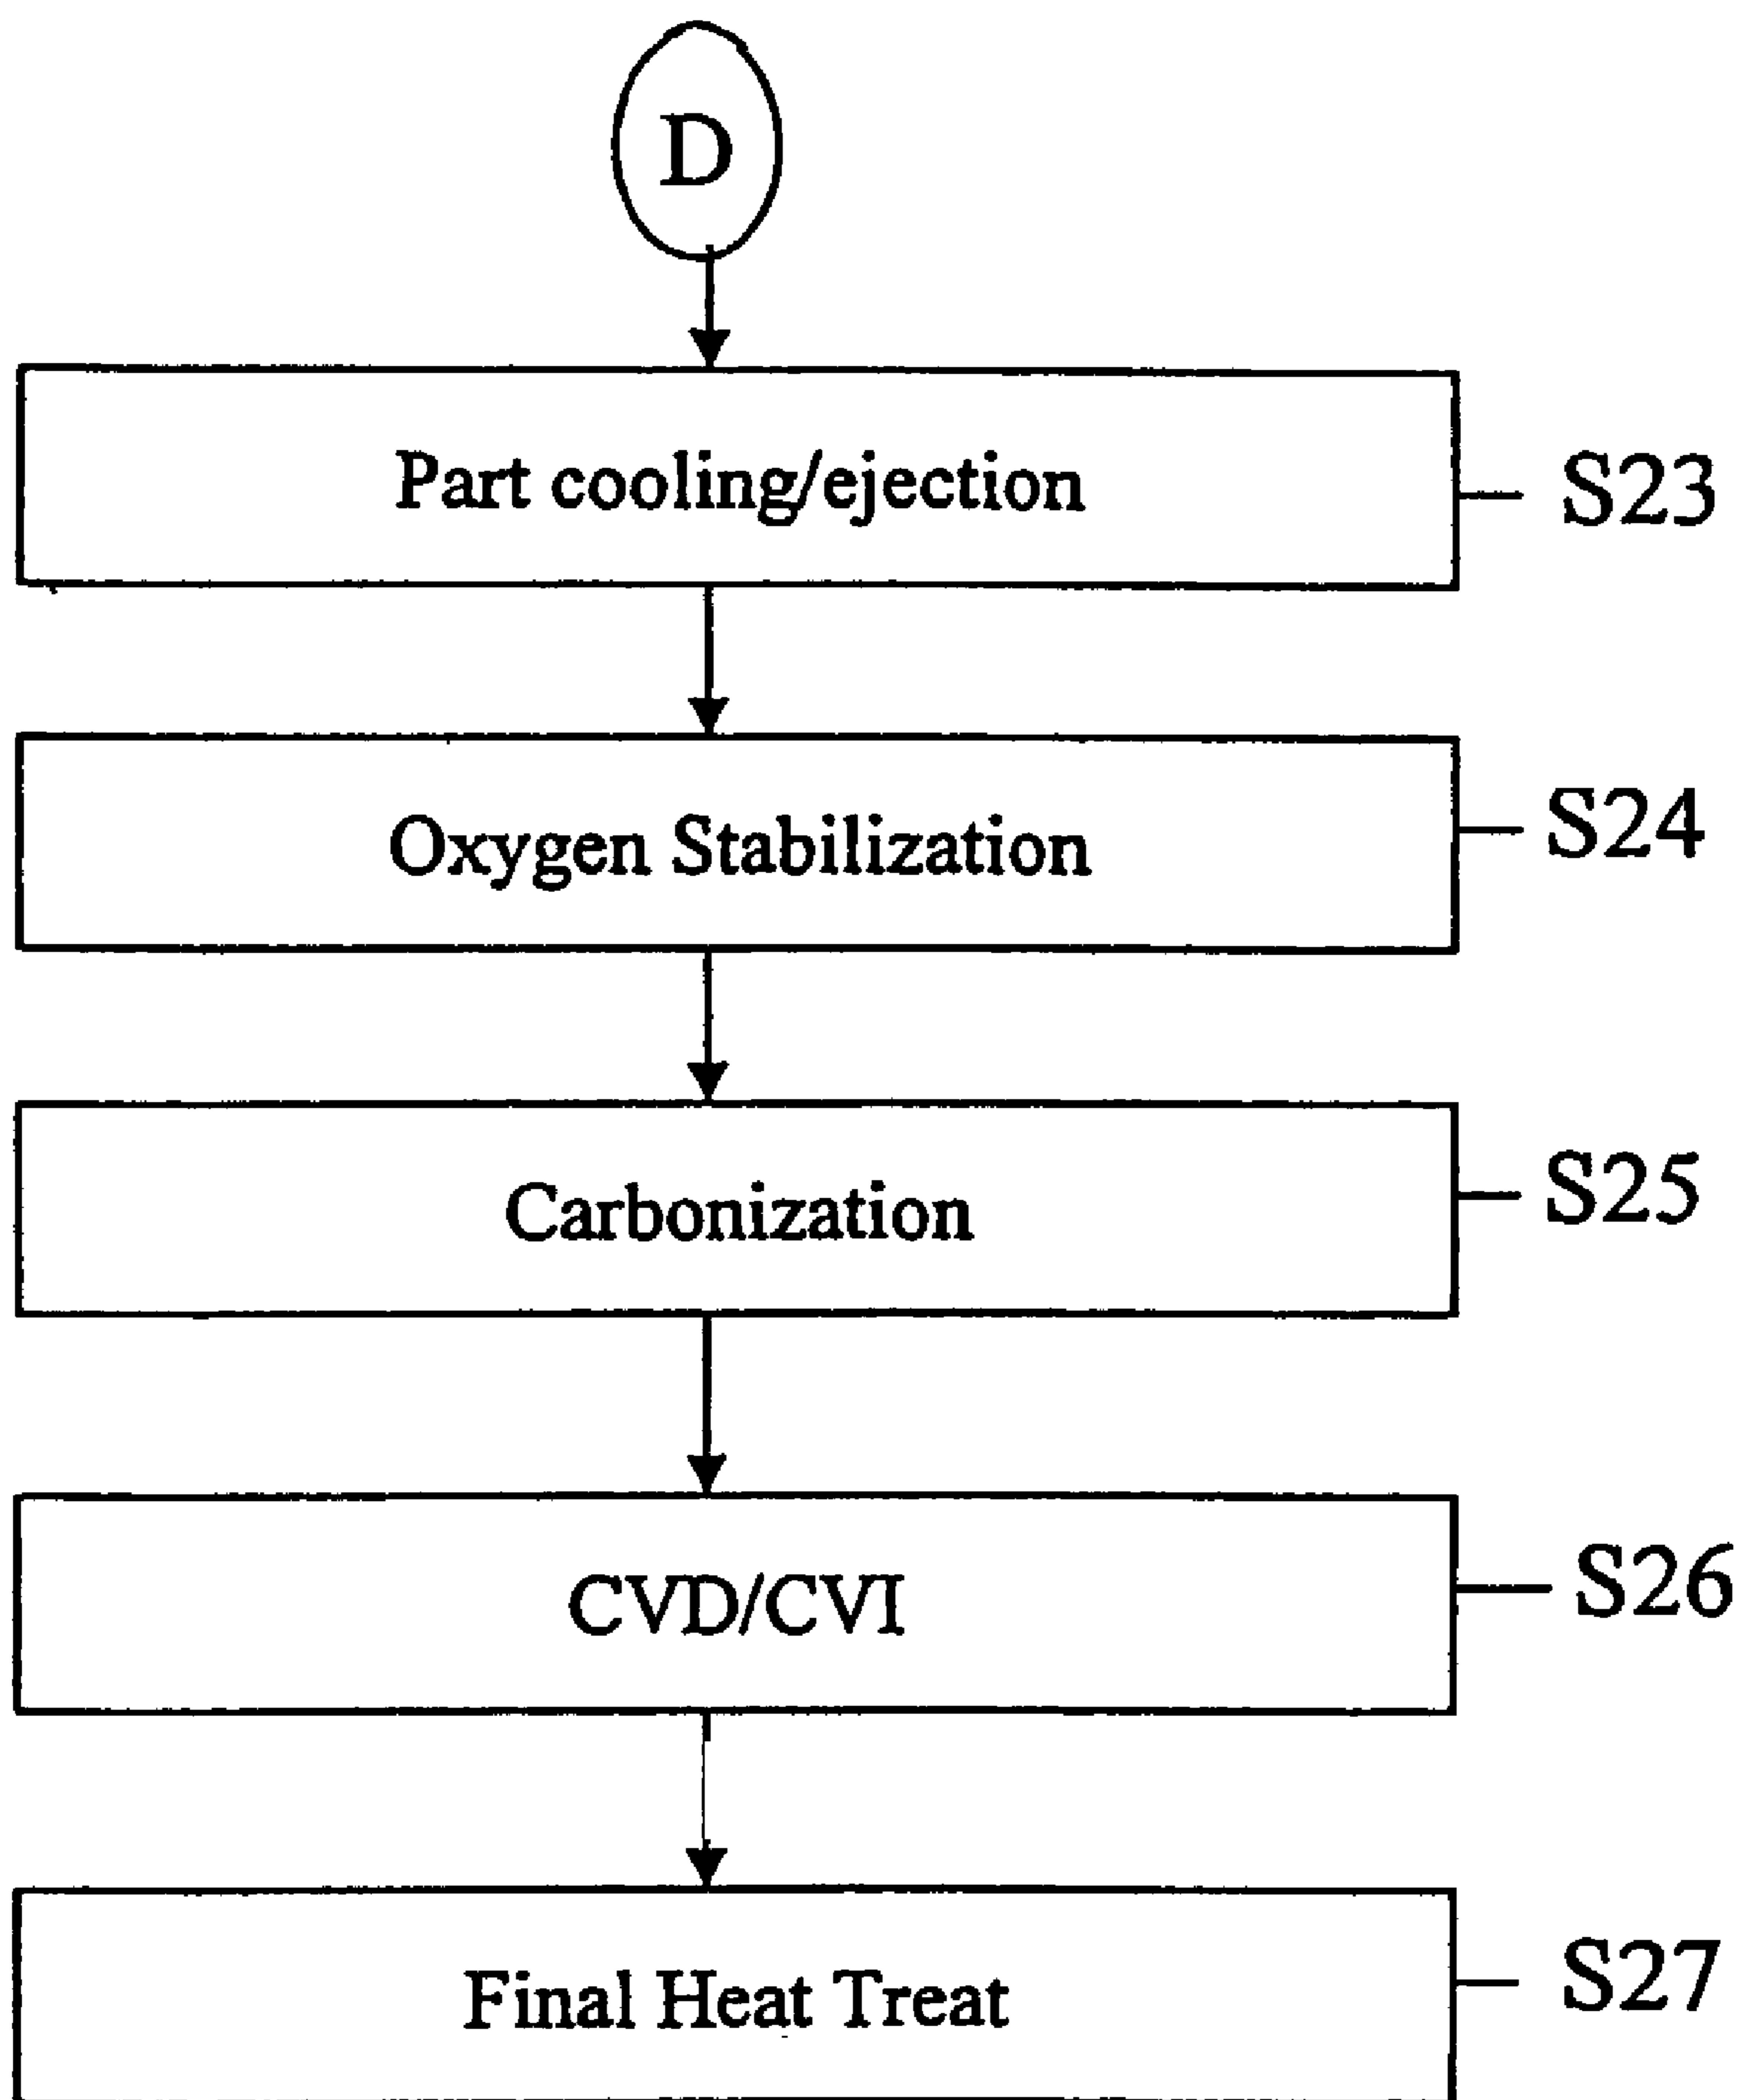 D
Part cooling/ejection
S23
Oxygen Stabilization
S24
Carbonization
S25
CVD/CVI
S26
Final Heat Treat
S27